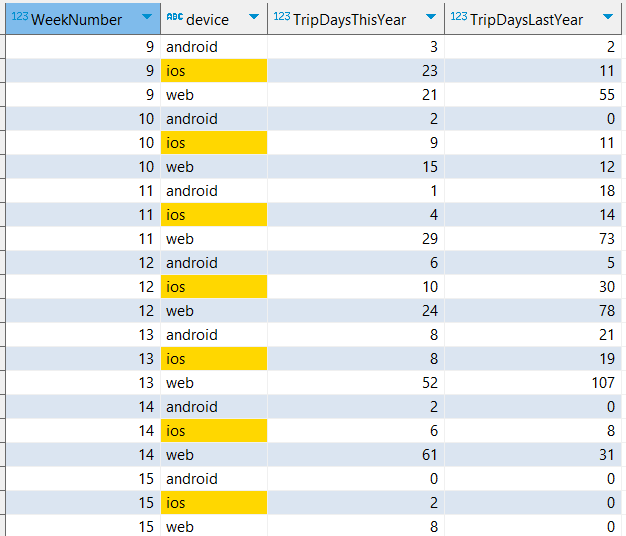 123 WeekNumber ABC device 123 TripDaysThisYear 123 TripDaysLastYear
9 android 3 2
9 ios 23 11
9 web 21 55
10 android 2 0
10 ios 9 11
10 web 15 12
11 android 1 18
11 ios 4 14
11 web 29 73
12 android 6 5
12 ios 10 30
12 web 24 78
13 android 8 21
13 ios 8 19
13 web 52 107
14 android 2 0
14 ios 6 8
14 web 61 31
15 android 0 0
15 ios 2 0
15 web 8 0